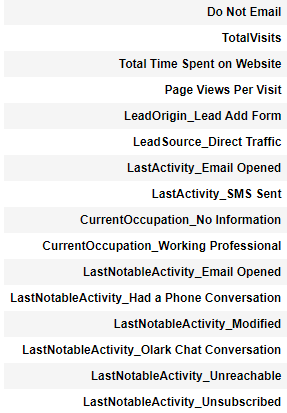 Do Not Email
TotalVisits
Total Time Spent on Website
Page Views Per Visit
LeadOrigin_Lead Add Form
LeadSource_Direct Traffic
LastActivity_Email Opened
LastActivity_SMS Sent
CurrentOccupation_No Information
CurrentOccupation_Working Professional
LastNotableActivity_Email Opened
LastNotableActivity_Had a Phone Conversation
LastNotableActivity_Modified
LastNotableActivity_Olark Chat Conversation
LastNotableActivity_Unreachable
LastNotableActivity_Unsubscribed